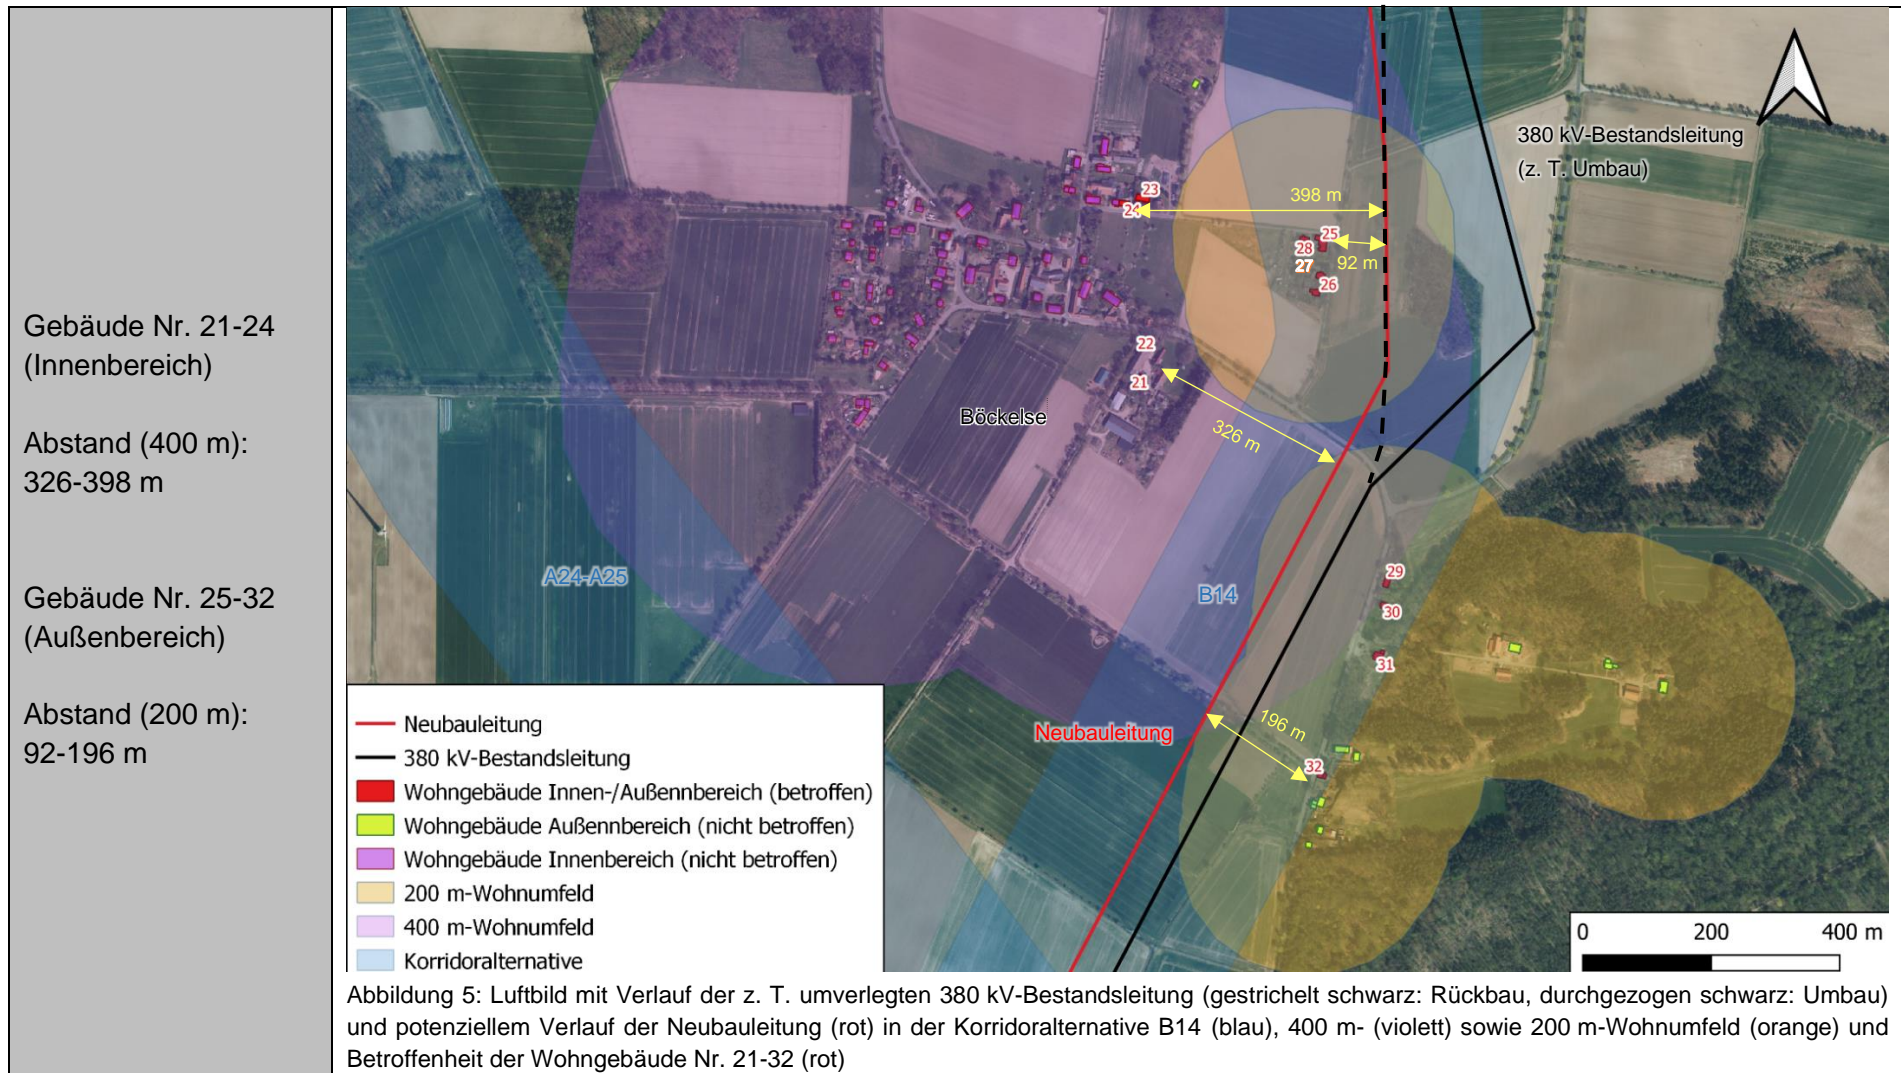 Gebäude Nr. 21-24
(Innenbereich)
Abstand (400 m):
326-398 m
Gebäude Nr. 25-32
(Außenbereich)
Abstand (200 m):
92-196 m
380 kV-Bestandsleitung
(z. T. Umbau)
23
24
398 m
25
28
92 m
27
26
22
21
Böckelse
326 m
A24-A25
B14
29
30
31
Neubauleitung
196 m
32
Neubauleitung
380 kV-Bestandsleitung
Wohngebäude Innen-/Außennbereich (betroffen)
Wohngebäude Außennbereich (nicht betroffen)
Wohngebäude Innenbereich (nicht betroffen)
200 m-Wohnumfeld
400 m-Wohnumfeld
Korridoralternative
0 200 400 m
Abbildung 5: Luftbild mit Verlauf der z. T. umverlegten 380 kV-Bestandsleitung (gestrichelt schwarz: Rückbau, durchgezogen schwarz: Umbau)
und potenziellem Verlauf der Neubauleitung (rot) in der Korridoralternative B14 (blau), 400 m- (violett) sowie 200 m-Wohnumfeld (orange) und
Betroffenheit der Wohngebäude Nr. 21-32 (rot)